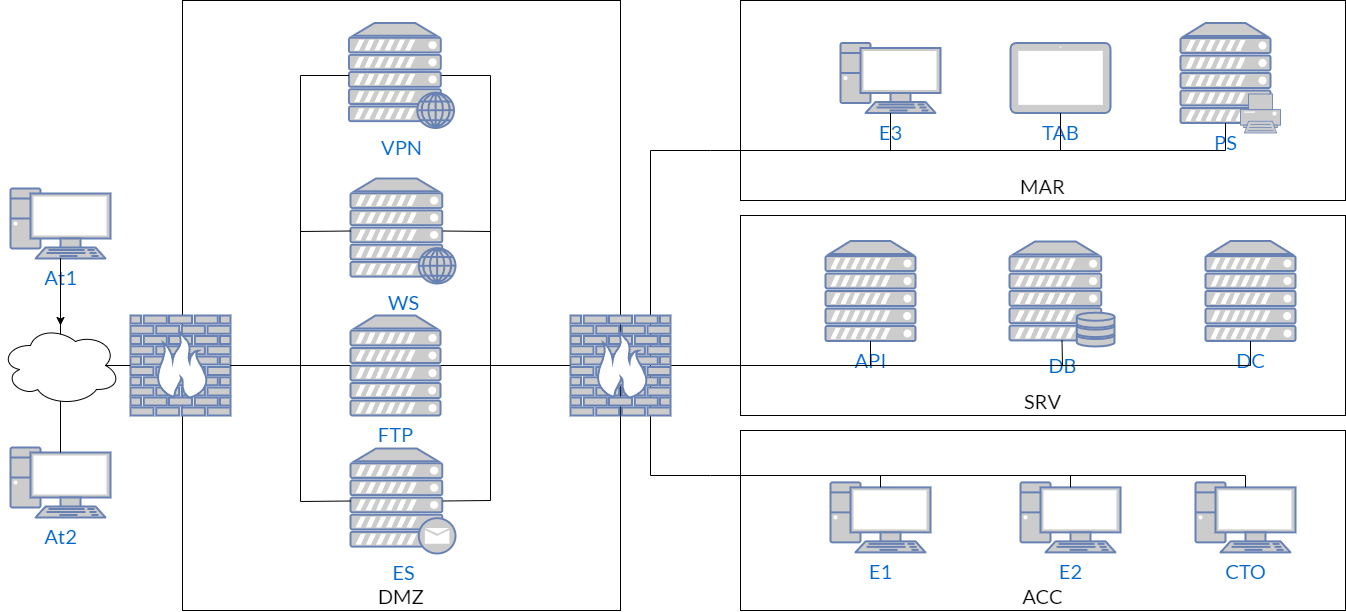 At1
At2
VPN
WS
FTP
ES
DMZ
E3
TAB
PS
MAR
API
DB
DC
SRV
E1
E2
CTO
ACC